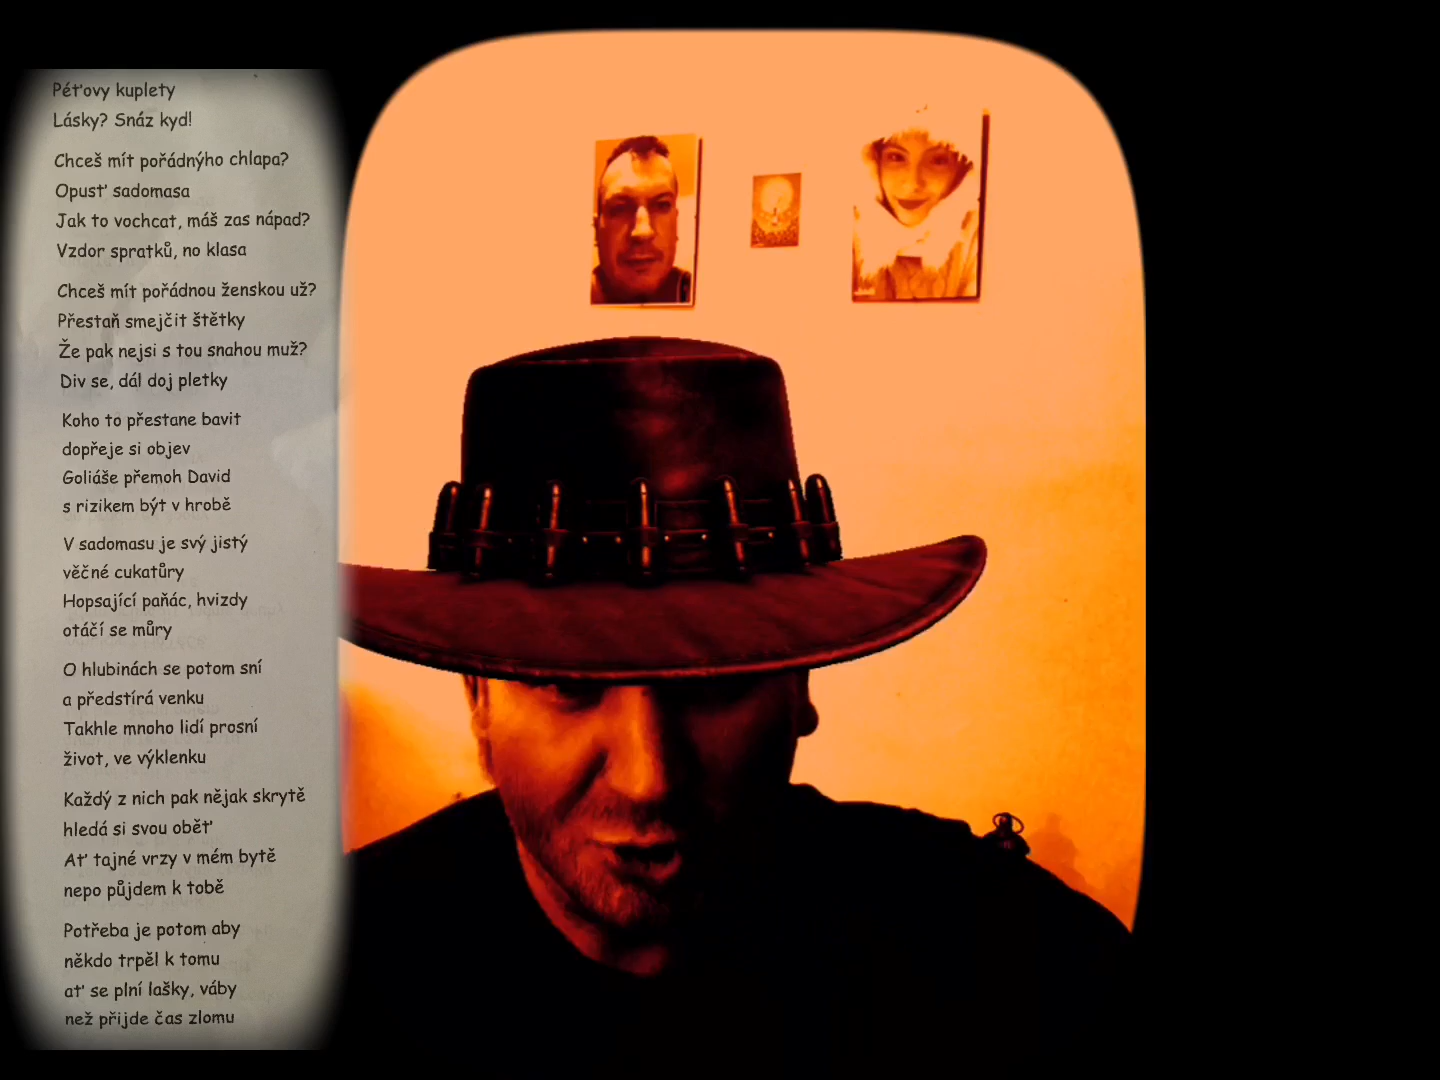 Péťovy kuplety
Lásky? Snáz kyd!
Chceš mít pořádnýho chlapa?
Opusť sadomasa
Jak to vochcat, máš zas nápad?
Vzdor spratků, no klasa
Chceš mít pořádnou ženskou už?
Přestaň smejčit štětky
Že pak nejsi s tou snahou muž?
Div se, dál doj pletky
Koho to přestane bavit
dopřeje si objev
Goliáše přemoh David
s rizikem být v hrobě
V sadomasu je svý jistý
věčné cukatůry
Hopsající paňác, hvizdy
otáčí se můry
O hlubinách se potom sní
a předstírá venku
Takhle mnoho lidí prosní
život, ve výklenku
Každý z nich pak nějak skrytě
hledá si svou oběť
Ať tajné vrzy v mém bytě
nepo půjdem k tobě
Potřeba je potom aby
někdo trpěl k tomu
ať se plní lašky, váby
než přijde čas zlomu